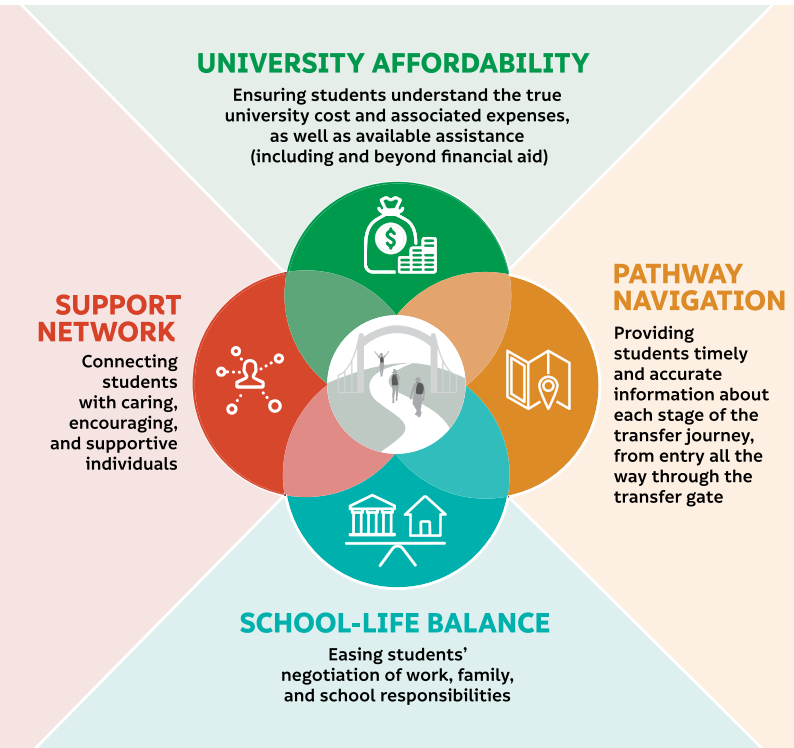 UNIVERSITY AFFORDABILITY
Ensuring students understand the true
university cost and associated expenses,
as well as available assistance
(including and beyond financial aid)
$
SUPPORT
NETWORK
Connecting
students
with caring,
encouraging,
and supportive
individuals
PATHWAY
NAVIGATION
Providing
students timely
and accurate
information about
each stage of the
transfer journey,
from entry all the
way through the
transfer gate
SCHOOL-LIFE BALANCE
Easing students’
negotiation of work, family,
and school responsibilities